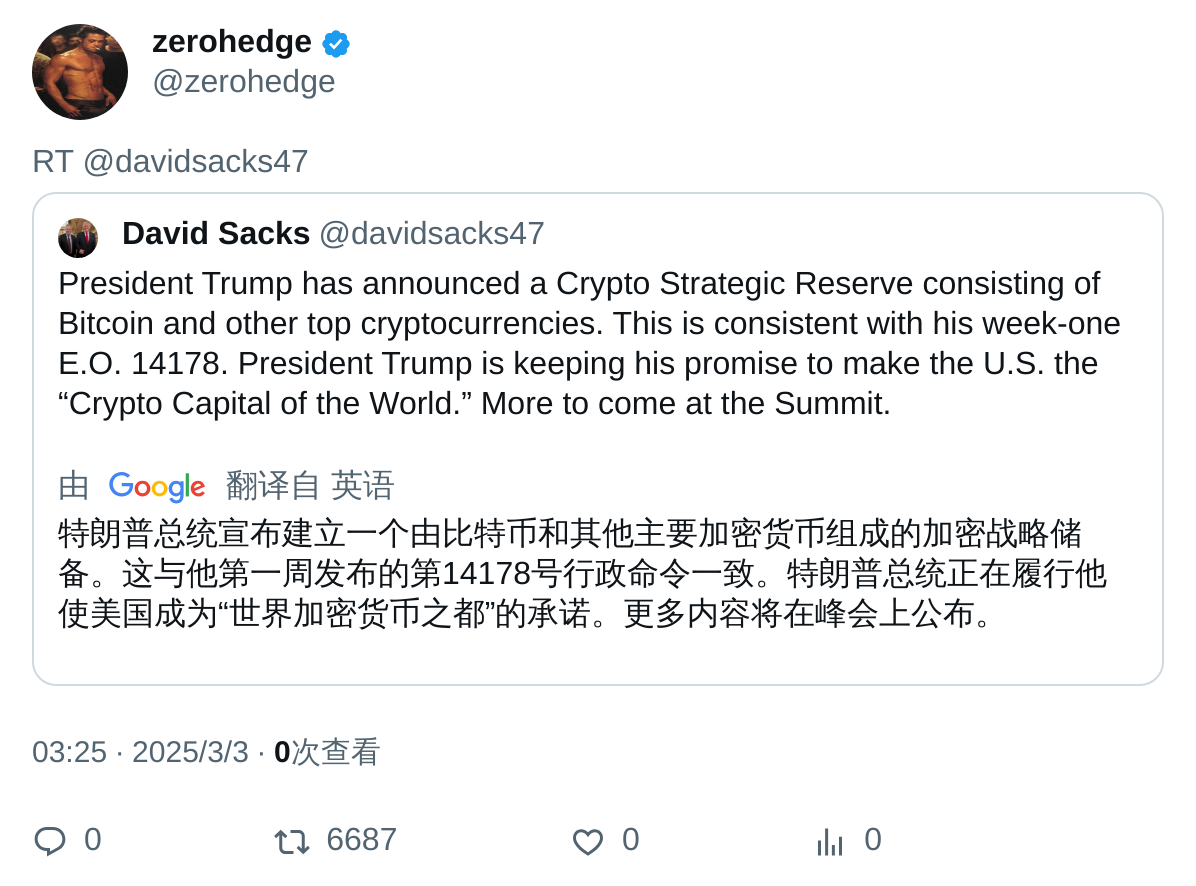 zerohedge
@zerohedge
RT @davidsacks47
David Sacks @davidsacks47
President Trump has announced a Crypto Strategic Reserve consisting of
Bitcoin and other top cryptocurrencies. This is consistent with his week-one
E.O. 14178. President Trump is keeping his promise to make the U.S. the
“Crypto Capital of the World.” More to come at the Summit.
由 Google 翻译自 英语
特朗普总统宣布建立一个由比特币和其他主要加密货币组成的加密战略储
备。这与他第一周发布的第14178号行政命令一致。特朗普总统正在履行他
使美国成为“世界加密货币之都”的承诺。更多内容将在峰会上公布。
03:25 · 2025/3/3 · 0次查看
0 6687 0 0